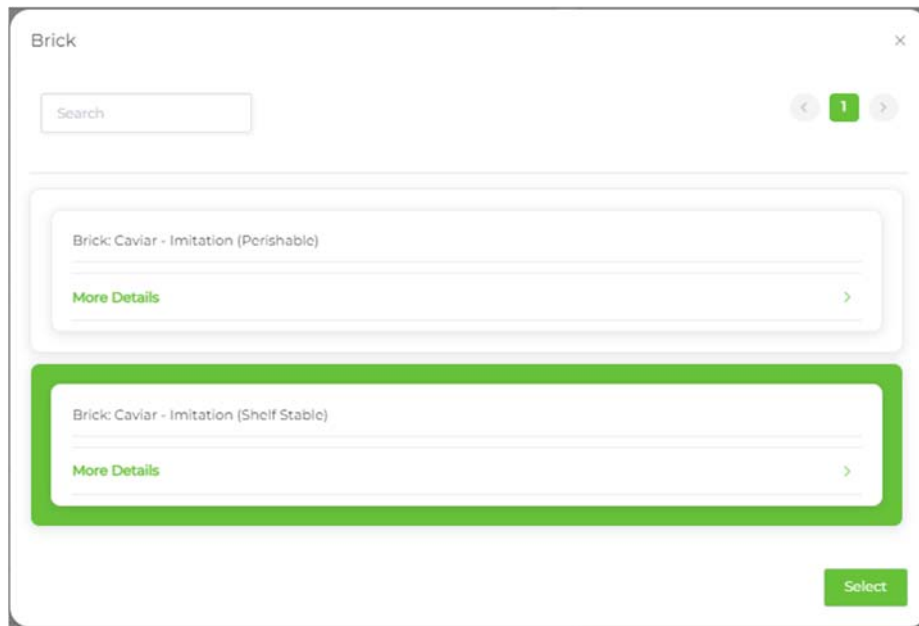 Brick
Search
1
Brick: Caviar - Imitation (Perishable)
More Details
Brick: Caviar - Imitation (Shelf Stable)
More Details
Select